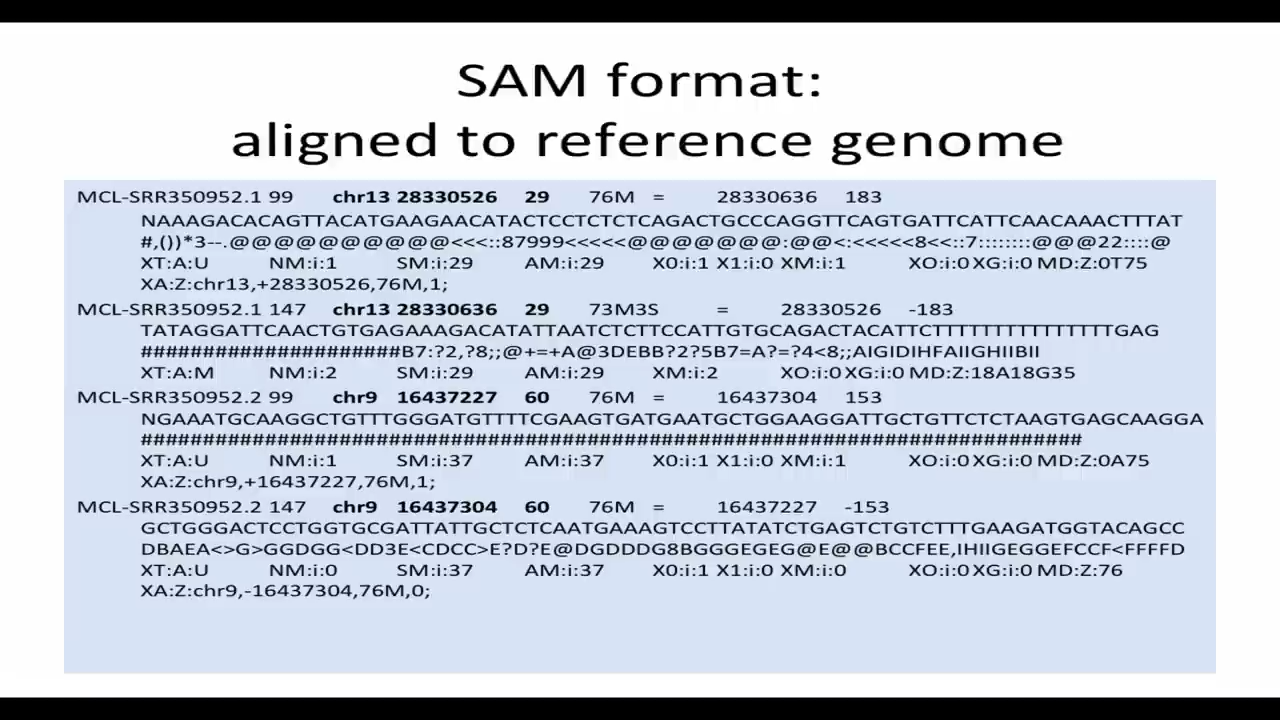 SAM format:
aligned to reference genome
MCL-SRR350952.1 99 chr13 28330526 29 76M = 28330636 183
NAAAGACACAGTTACATGAAGAACATACTCCTCTCTCAGACTGCCCAGGTTCAGTGATTCATTCAACAAACTTTAT
#,())*3--.@@@@@@@@@@<<<::87999<<<<<@@@@@@@:@@<:<<<<<8<<::7::::::::@@@22::::@
XT:A:U NM:i:1 SM:i:29 AM:i:29 X0:i:1 X1:i:0 XM:i:1 XO:i:0 XG:i:0 MD:Z:0T75
XA:Z:chr13,+28330526,76M,1;
MCL-SRR350952.1 147 chr13 28330636 29 73M3S = 28330526 -183
TATAGGATTCAACTGTGAGAAAGACATATTAATCTCTTCCATTGTGCAGACTACATTCTTTTTTTTTTTTTTTGAG
#####################B7:?2,?8;;@+=+A@3DEBB?2?5B7=A?=?4<8;;AIGIDIHFAIIGHIIBII
XT:A:M NM:i:2 SM:i:29 AM:i:29 XM:i:2 XO:i:0 XG:i:0 MD:Z:18A18G35
MCL-SRR350952.2 99 chr9 16437227 60 76M = 16437304 153
NGAAATGCAAGGCTGTTTGGGATGTTTTCGAAGTGATGAATGCTGGAAGGATTGCTGTTCTCTAAGTGAGCAAGGA
############################################################################
XT:A:U NM:i:1 SM:i:37 AM:i:37 X0:i:1 X1:i:0 XM:i:1 XO:i:0 XG:i:0 MD:Z:0A75
XA:Z:chr9,+16437227,76M,1;
MCL-SRR350952.2 147 chr9 16437304 60 76M = 16437227 -153
GCTGGGACTCCTGGTGCGATTATTGCTCTCAATGAAAGTCCTTATATCTGAGTCTGTCTTTGAAGATGGTACAGCC
DBAEA<>G>GGDGG<DD3E<CDCC>E?D?E@DGDDDG8BGGGEGEG@E@@BCCFEE,IHIIGEGGEFCCF<FFFFD
XT:A:U NM:i:0 SM:i:37 AM:i:37 X0:i:1 X1:i:0 XM:i:0 XO:i:0 XG:i:0 MD:Z:76
XA:Z:chr9,-16437304,76M,0;